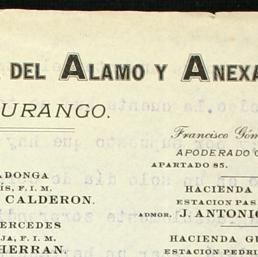 DEL ALAMO Y ANEXA
URANGO.
Francisco Góm
APODERADO
APARTADO 85.
ADONGA
ÍS, F. I. M.
CALDERON.
HACIENDA
ESTACION PAS
ADMOR. J. ANTONIO
ERCEDES
JA, F. I. M.
HERRAN.
HACIENDA GU
ESTACION PEDRI